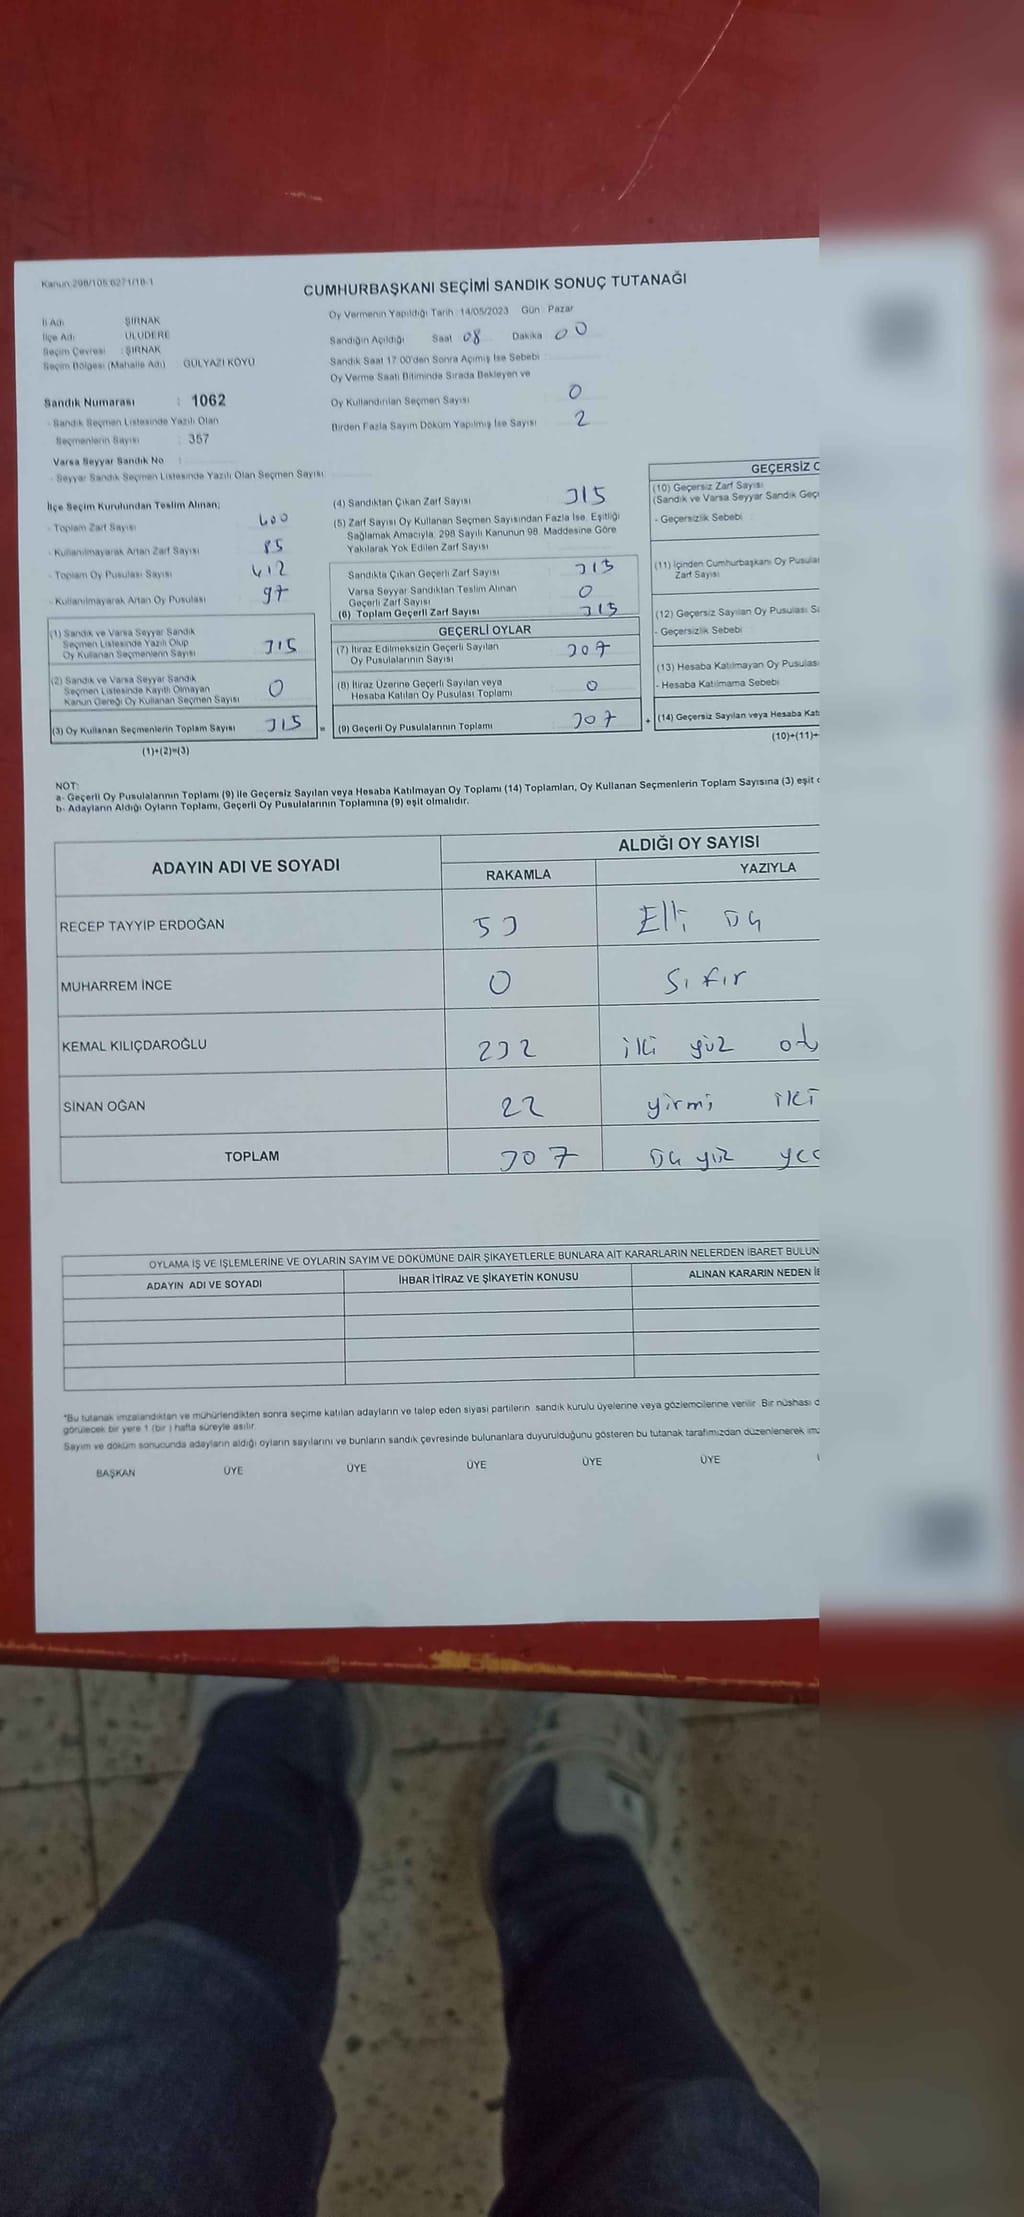 Kanun:298/105;6271/18-1
CUMHURBAŞKANI SEÇİMİ SANDIK SONUÇ TUTANAĞI
Oy Vermenin Yapıldığı Tarih : 14/05/2023 Gün : Pazar
İl Adı : ŞIRNAK
İlçe Adı : ULUDERE
Seçim Çevresi : ŞIRNAK
Seçim Bölgesi (Mahalle Adı) : GÜLYAZI KÖYÜ
Sandığın Açıldığı Saat 08 Dakika 00
Sandık Saat 17:00'den Sonra Açımış İse Sebebi :
Oy Verme Saati Bitiminde Sırada Bekleyen ve
Oy Kullandırılan Seçmen Sayısı 0
Birden Fazla Sayım Döküm Yapılmış İse Sayısı 2
Sandık Numarası : 1062
- Sandık Seçmen Listesinde Yazılı Olan
Seçmenlerin Sayısı : 357
Varsa Seyyar Sandık No :
- Seyyar Sandık Seçmen Listesinde Yazılı Olan Seçmen Sayısı:
İlçe Seçim Kurulundan Teslim Alınan;
- Toplam Zarf Sayısı 400
- Kullanılmayarak Artan Zarf Sayısı 85
- Toplam Oy Pusulası Sayısı 412
- Kullanılmayarak Artan Oy Pusulası 97
(1) Sandık ve Varsa Seyyar Sandık
Seçmen Listesinde Yazılı Olup
Oy Kullanan Seçmenlerin Sayısı 315
(2) Sandık ve Varsa Seyyar Sandık
Seçmen Listesinde Kayıtlı Olmayan
Kanun Gereği Oy Kullanan Seçmen Sayısı 0
(3) Oy Kullanan Seçmenlerin Toplam Sayısı 315 =
(1)+(2)=(3)
(4) Sandıktan Çıkan Zarf Sayısı 315
(5) Zarf Sayısı Oy Kullanan Seçmen Sayısından Fazla İse, Eşitliği
Sağlamak Amacıyla, 298 Sayılı Kanunun 98. Maddesine Göre
Yakılarak Yok Edilen Zarf Sayısı
Sandıkta Çıkan Geçerli Zarf Sayısı 315
Varsa Seyyar Sandıktan Teslim Alınan
Geçerli Zarf Sayısı 0
(6) Toplam Geçerli Zarf Sayısı 315
GEÇERLİ OYLAR
(7) İtiraz Edilmeksizin Geçerli Sayılan
Oy Pusulalarının Sayısı 307
(8) İtiraz Üzerine Geçerli Sayılan veya
Hesaba Katılan Oy Pusulası Toplamı 0
(9) Geçerli Oy Pusulalarının Toplamı 307 +
GEÇERSİZ
(10) Geçersiz Zarf Sayısı
(Sandık ve Varsa Seyyar Sandık
- Geçersizlik Sebebi
(11) İçinden Cumhurbaşkanı Oy
Zarf Sayısı
(12) Geçersiz Sayılan Oy Pusulası
- Geçersizlik Sebebi
(13) Hesaba Katılmayan Oy
- Hesaba Katılmama Sebebi
(14) Geçersiz Sayılan veya Hesaba
(10)+(11)+
NOT:
a- Geçerli Oy Pusulalarının Toplamı (9) ile Geçersiz Sayılan veya Hesaba Katılmayan Oy Toplamı (14) Toplamları, Oy Kullanan Seçmenlerin Toplam Sayısına (3) eşit
b- Adayların Aldığı Oyların Toplamı, Geçerli Oy Pusulalarının Toplamına (9) eşit olmalıdır.
ADAYIN ADI VE SOYADI
ALDIĞI OY SAYISI
RAKAMLA YAZIYLA
RECEP TAYYİP ERDOĞAN 53 Elli üç
MUHARREM İNCE 0 Sıfır
KEMAL KILIÇDAROĞLU 232 iki yüz
SİNAN OĞAN 22 yirmi iki
TOPLAM 307 üç yüz
OYLAMA İŞ VE İŞLEMLERİNE VE OYLARIN SAYIM VE DÖKÜMÜNE DAİR ŞİKAYETLERLE BUNLARA AİT KARARLARIN NELERDEN İBARET
ADAYIN ADI VE SOYADI İHBAR İTİRAZ VE ŞİKAYETİN KONUSU ALINAN KARARIN NEDEN
*Bu tutanak imzalandıktan ve mühürlendikten sonra seçime katılan adayların ve talep eden siyasi partilerin, sandık kurulu üyelerine veya gözlemcilerine verilir. Bir nüshası
görülecek bir yere 1 (bir ) hafta süreyle asılır.
Sayım ve döküm sonucunda adayların aldığı oyların sayılarını ve bunların sandık çevresinde bulunanlara duyurulduğunu gösteren bu tutanak tarafımızdan düzenlenerek
BAŞKAN ÜYE ÜYE ÜYE ÜYE ÜYE